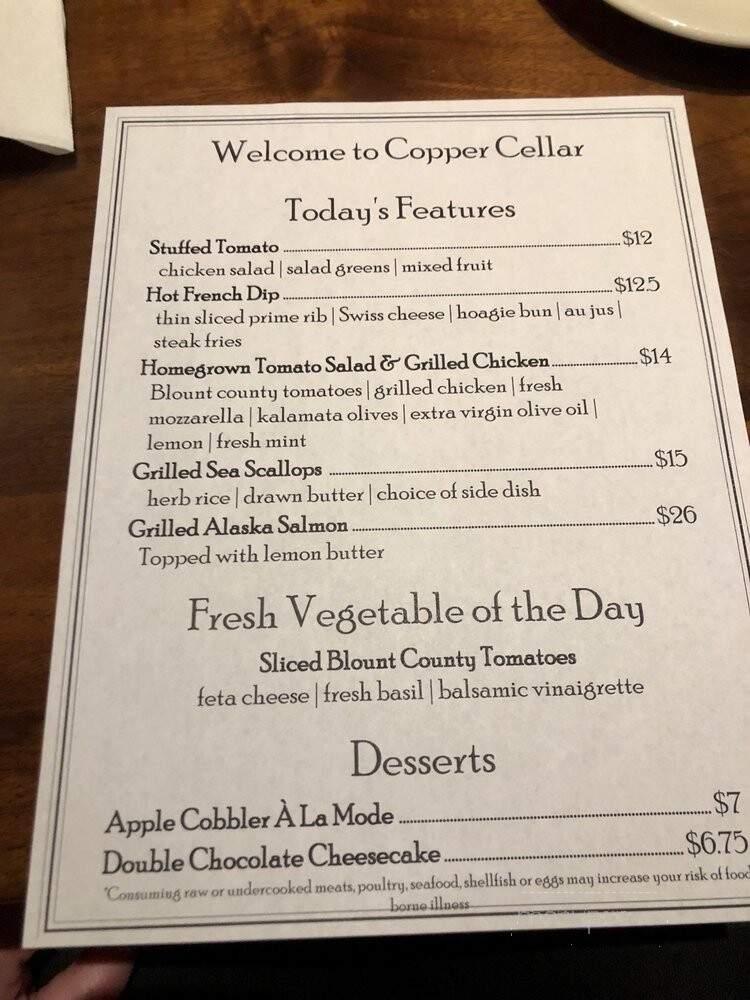 Welcome to Copper Cellar
Today's Features
Stuffed Tomato ........ $12
chicken salad | salad greens | mixed fruit
Hot French Dip ........ $12.5
thin sliced prime rib | Swiss cheese | hoagie bun | au jus |
steak fries
Homegrown Tomato Salad & Grilled Chicken ........ $14
Blount county tomatoes | grilled chicken | fresh
mozzarella | kalamata olives | extra virgin olive oil |
lemon | fresh mint
Grilled Sea Scallops ........ $15
herb rice | drawn butter | choice of side dish
Grilled Alaska Salmon ........ $26
Topped with lemon butter
Fresh Vegetable of the Day
Sliced Blount County Tomatoes
feta cheese | fresh basil | balsamic vinaigrette
Desserts
Apple Cobbler À La Mode ........ $7
Double Chocolate Cheesecake ........ $6.75
*Consuming raw or undercooked meats, poultry, seafood, shellfish or eggs may increase your risk of food
borne illness